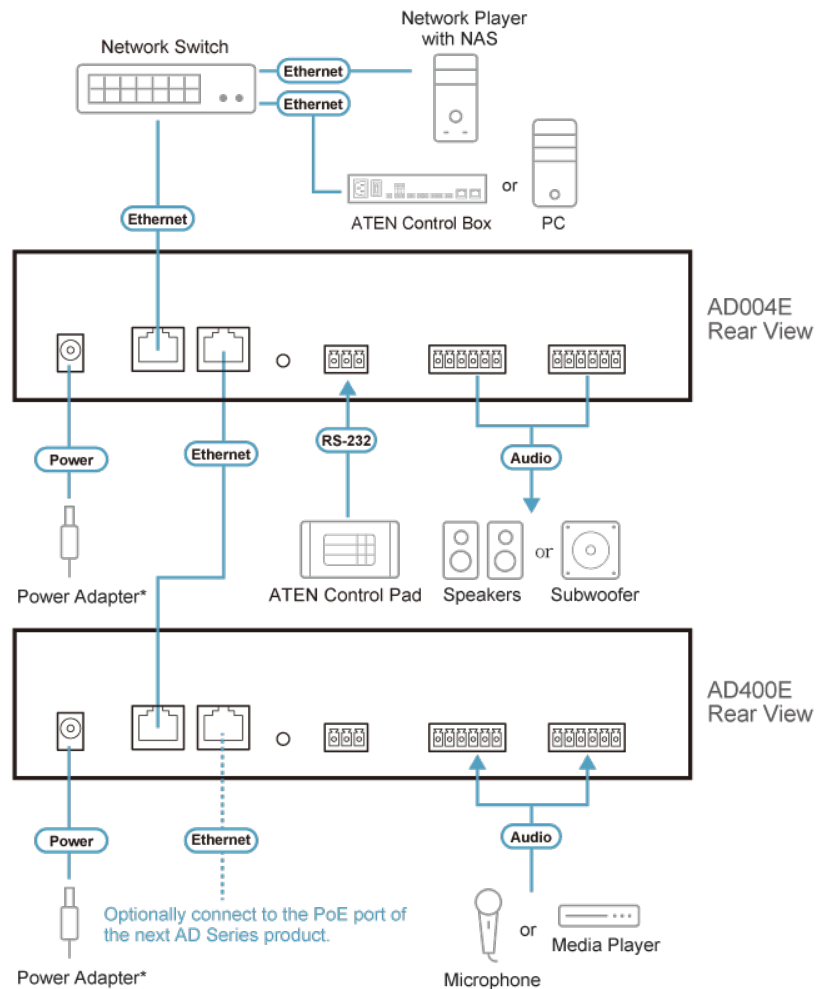 Network Player
with NAS
Network Switch
Ethernet
Ethernet
or
ATEN Control Box
PC
Ethernet
AD004E
Rear View
RS-232
Power
Ethernet
Audio
or
Power Adapter*
ATEN Control Pad
Speakers
Subwoofer
AD400E
Rear View
Power
Ethernet
Audio
Optionally connect to the PoE port of
the next AD Series product.
or
Media Player
Power Adapter*
Microphone